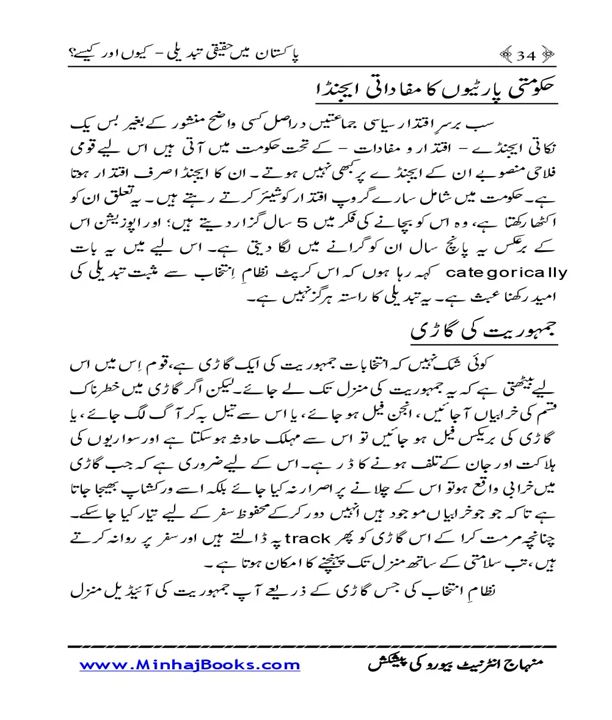 پاکستان میں حقیقی تبدیلی – کیوں اور کیسے؟ ﴿34﴾
حکومتی پارٹیوں کا مفاداتی ایجنڈا
سب برسرِ اقتدار سیاسی جماعتیں دراصل کسی واضح منشور کے بغیر بس یک
نکاتی ایجنڈے – اقتدار و مفادات – کے تحت حکومت میں آتی ہیں اس لیے قومی
فلاحی منصوبے ان کے ایجنڈے پر کبھی نہیں ہوتے۔ ان کا ایجنڈا صرف اقتدار ہوتا
ہے۔ حکومت میں شامل سارے گروپ اقتدار کو شیئر کرتے رہتے ہیں۔ یہ تعلق ان کو
اکٹھا رکھتا ہے، وہ اس کو بچانے کی فکر میں 5 سال گزار دیتے ہیں؛ اور اپوزیشن اس
کے برعکس یہ پانچ سال ان کو گرانے میں لگا دیتی ہے۔ اس لیے میں یہ بات
categorically کہہ رہا ہوں کہ اس کرپٹ نظامِ اِنتخاب سے مثبت تبدیلی کی
امید رکھنا عبث ہے۔ یہ تبدیلی کا راستہ ہرگز نہیں ہے۔
جمہوریت کی گاڑی
کوئی شک نہیں کہ انتخابات جمہوریت کی ایک گاڑی ہے، قوم اِس میں اس
لیے بیٹھتی ہے کہ یہ جمہوریت کی منزل تک لے جائے۔ لیکن اگر گاڑی میں خطرناک
قسم کی خرابیاں آجائیں، انجن فیل ہو جائے، یا اس سے تیل بہہ کر آگ لگ جائے، یا
گاڑی کی بریکس فیل ہو جائیں تو اس سے مہلک حادثہ ہوسکتا ہے اور سواریوں کی
ہلاکت اور جان کے تلف ہونے کا ڈر ہے۔ اس کے لیے ضروری ہے کہ جب گاڑی
میں خرابی واقع ہو تو اس کے چلانے پر اصرار نہ کیا جائے بلکہ اسے ورکشاپ بھیجا جاتا
ہے تاکہ جو جو خرابیاں موجود ہیں انہیں دور کرکے محفوظ سفر کے لیے تیار کیا جاسکے۔
چنانچہ مرمت کرا کے اس گاڑی کو پھر track پہ ڈالتے ہیں اور سفر پر روانہ کرتے
ہیں، تب سلامتی کے ساتھ منزل تک پہنچنے کا امکان ہوتا ہے۔
نظامِ انتخاب کی جس گاڑی کے ذریعے آپ جمہوریت کی آئیڈیل منزل
منہاج انٹرنیٹ بیورو کی پیشکش www.MinhajBooks.com